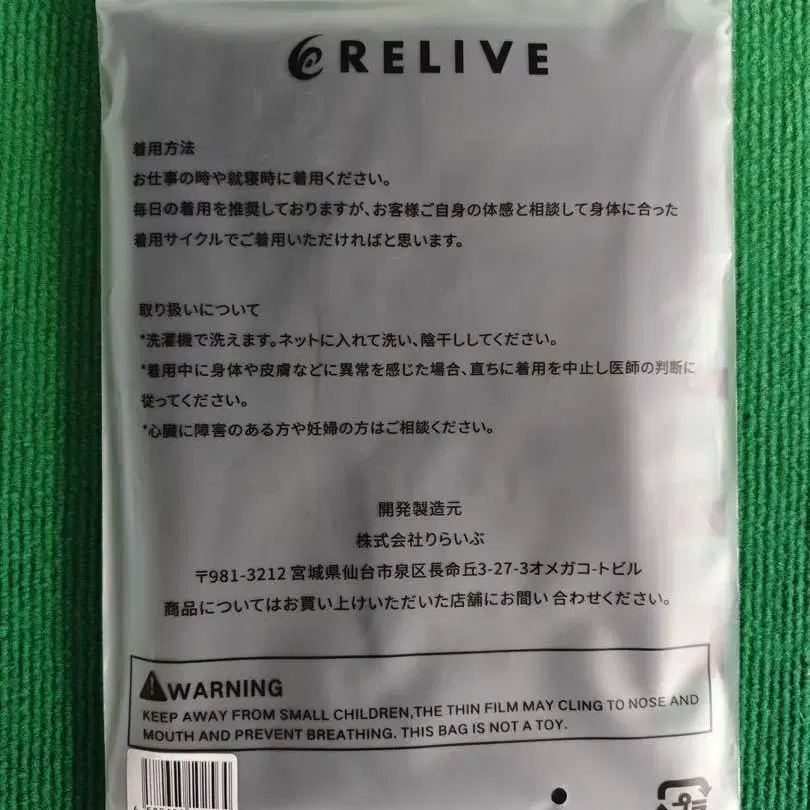 RELIVE
着用方法
お仕事の時や就寝時に着用ください。
毎日の着用を推奨しておりますが、お客様ご自身の体感と相談して身体に合った
着用サイクルでご着用いただければと思います。
取り扱いについて
*洗濯機で洗えます。ネットに入れて洗い、陰干ししてください。
*着用中に身体や皮膚などに異常を感じた場合、直ちに着用を中止し医師の判断に
従ってください。
*心臓に障害のある方や妊婦の方はご相談ください。
開発製造元
株式会社りらいぶ
〒981-3212 宮城県仙台市泉区長命丘3-27-3オメガコートビル
商品についてはお買い上けいただいた店舗にお問い 合わせください。
WARNING
KEEP AWAY FROM SMALL CHILDREN,THE THIN FILM MAY CLING TO NOSE AND
MOUTH AND PREVENT BREATHING. THIS BAG IS NOT A TOY.
プラ